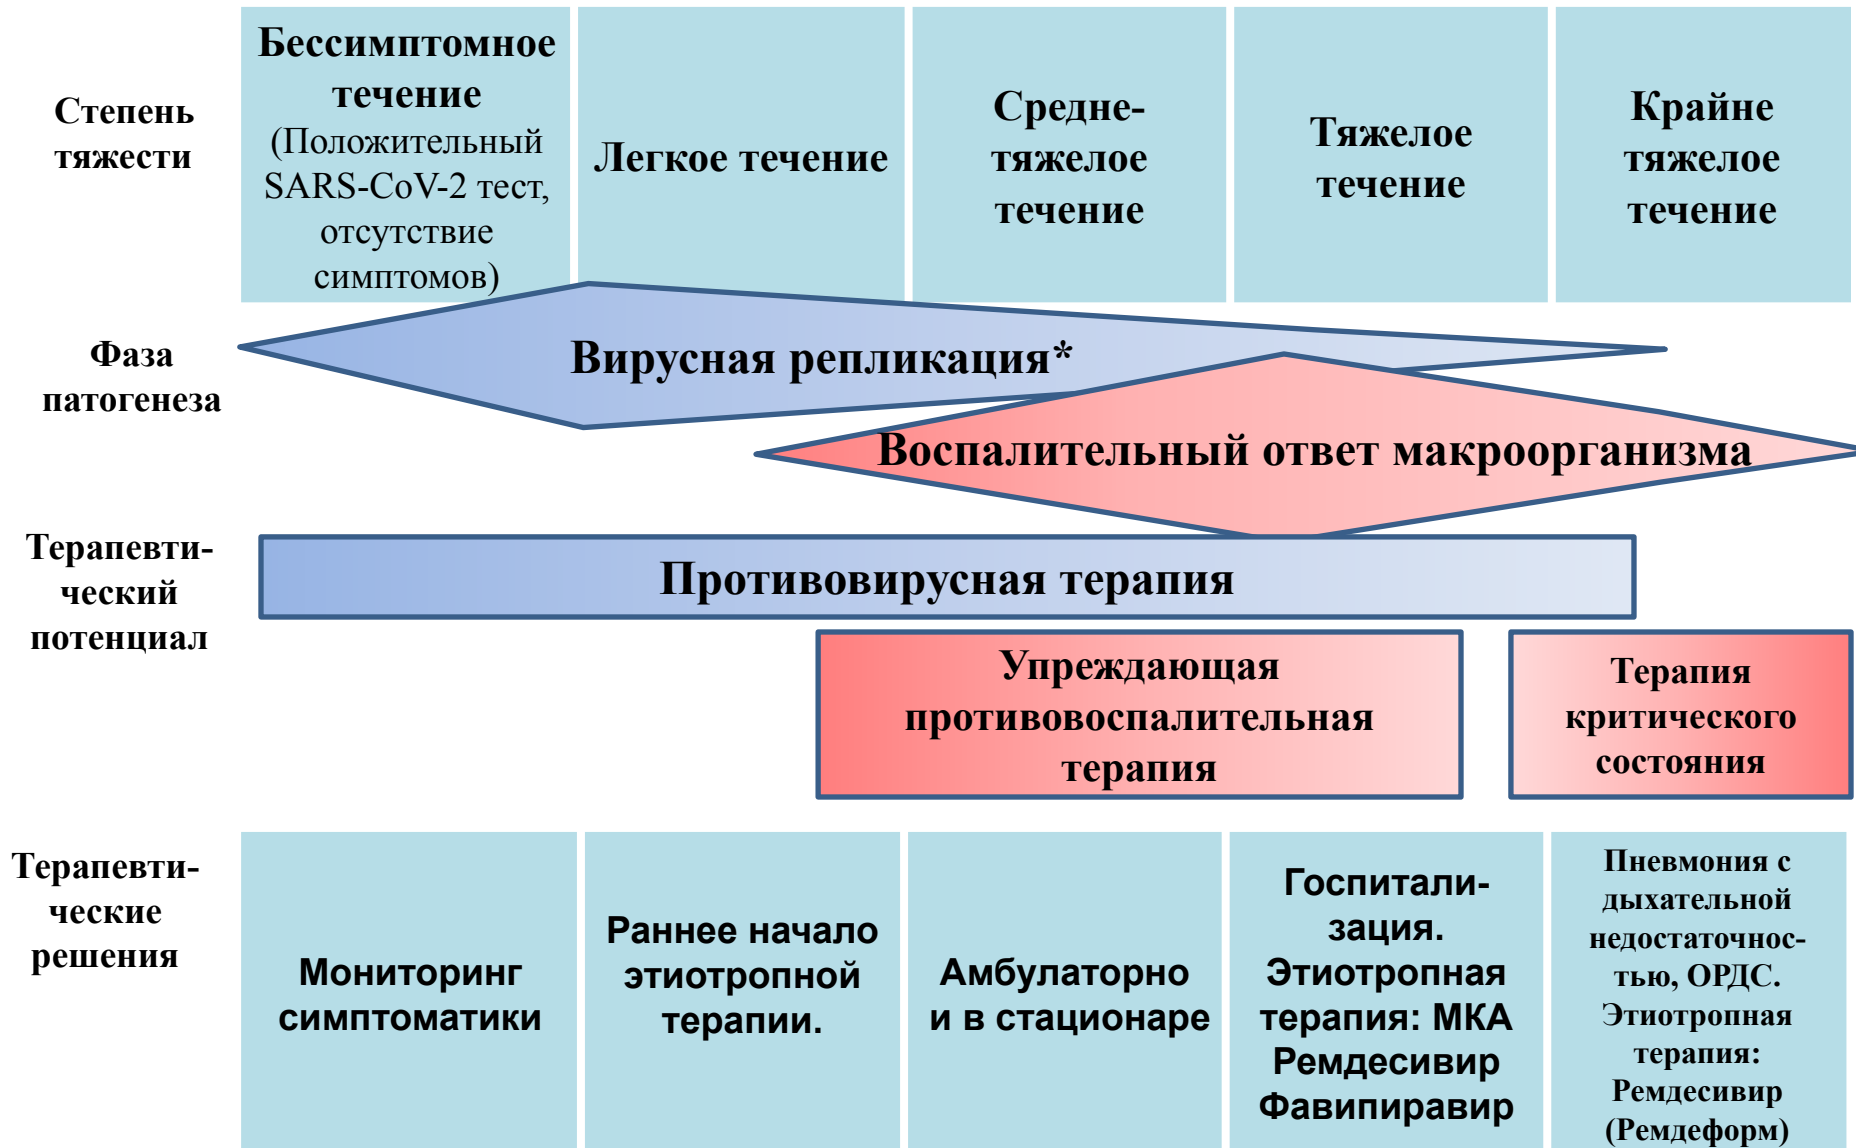 Степень
тяжести
Бессимптомное
течение
(Положительный
SARS-CoV-2 тест,
отсутствие
симптомов)
Легкое течение
Средне-
тяжелое
течение
Тяжелое
течение
Крайне
тяжелое
течение
Фаза
патогенеза
Вирусная репликация*
Воспалительный ответ макроорганизма
Терапевти-
ческий
потенциал
Противовирусная терапия
Упреждающая
противовоспалительная
терапия
Терапия
критического
состояния
Терапевти-
ческие
решения
Мониторинг
симптоматики
Раннее начало
этиотропной
терапии.
Амбулаторно
и в стационаре
Госпитали-
зация.
Этиотропная
терапия: МКА
Ремдесивир
Фавипиравир
Пневмония с
дыхательной
недостаточнос-
тью, ОРДС.
Этиотропная
терапия:
Ремдесивир
(Ремдеформ)